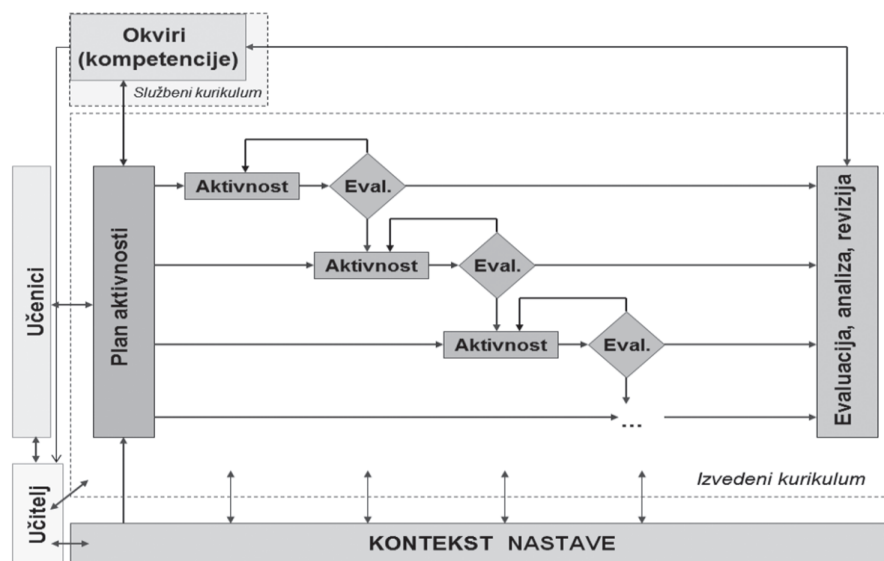 Okviri
(kompetencije)
Službeni kurikulum
Aktivnost
Eval.
Aktivnost
Eval.
Aktivnost
Eval.
...
Učenici
Plan aktivnosti
Evaluacija, analiza, revizija
Učitelj
Izvedeni kurikulum
KONTEKST NASTAVE